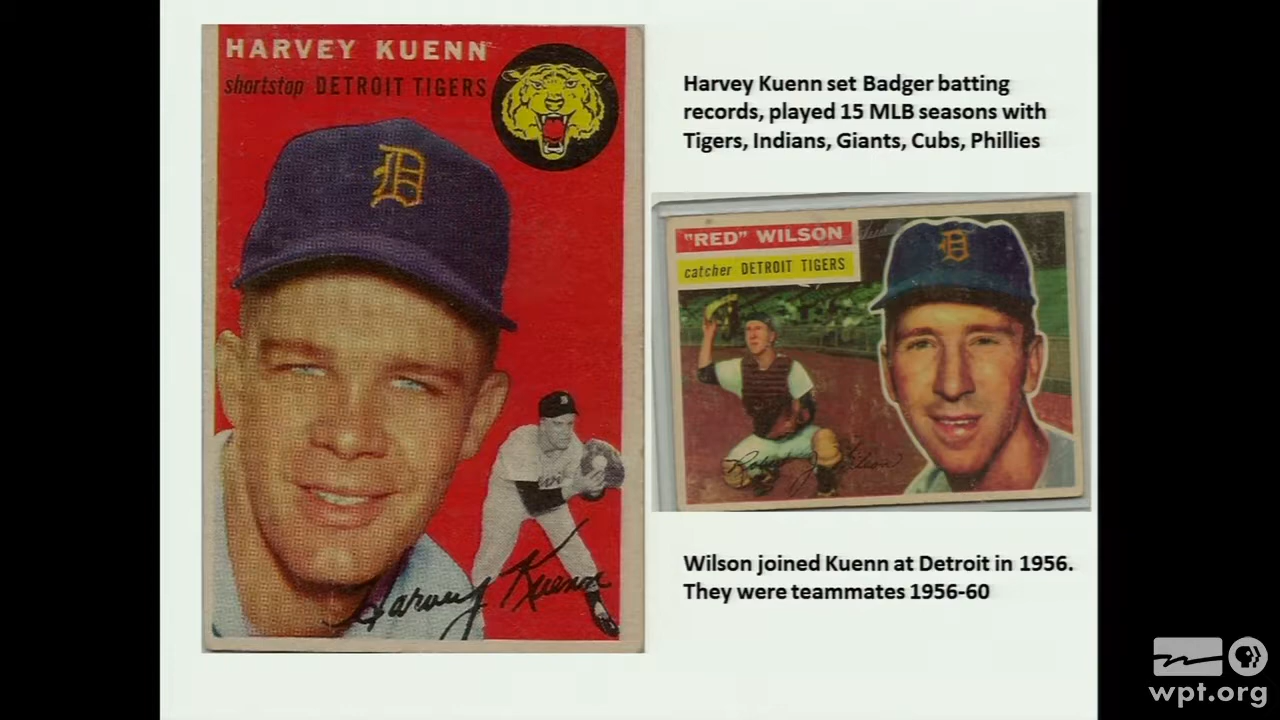 HARVEY KUENN
shortstop DETROIT TIGERS
D
Harvey Kuenn
Harvey Kuenn set Badger batting
records, played 15 MLB seasons with
Tigers, Indians, Giants, Cubs, Phillies
"RED" WILSON
catcher DETROIT TIGERS
D
Wilson joined Kuenn at Detroit in 1956.
They were teammates 1956-60
wpt.org